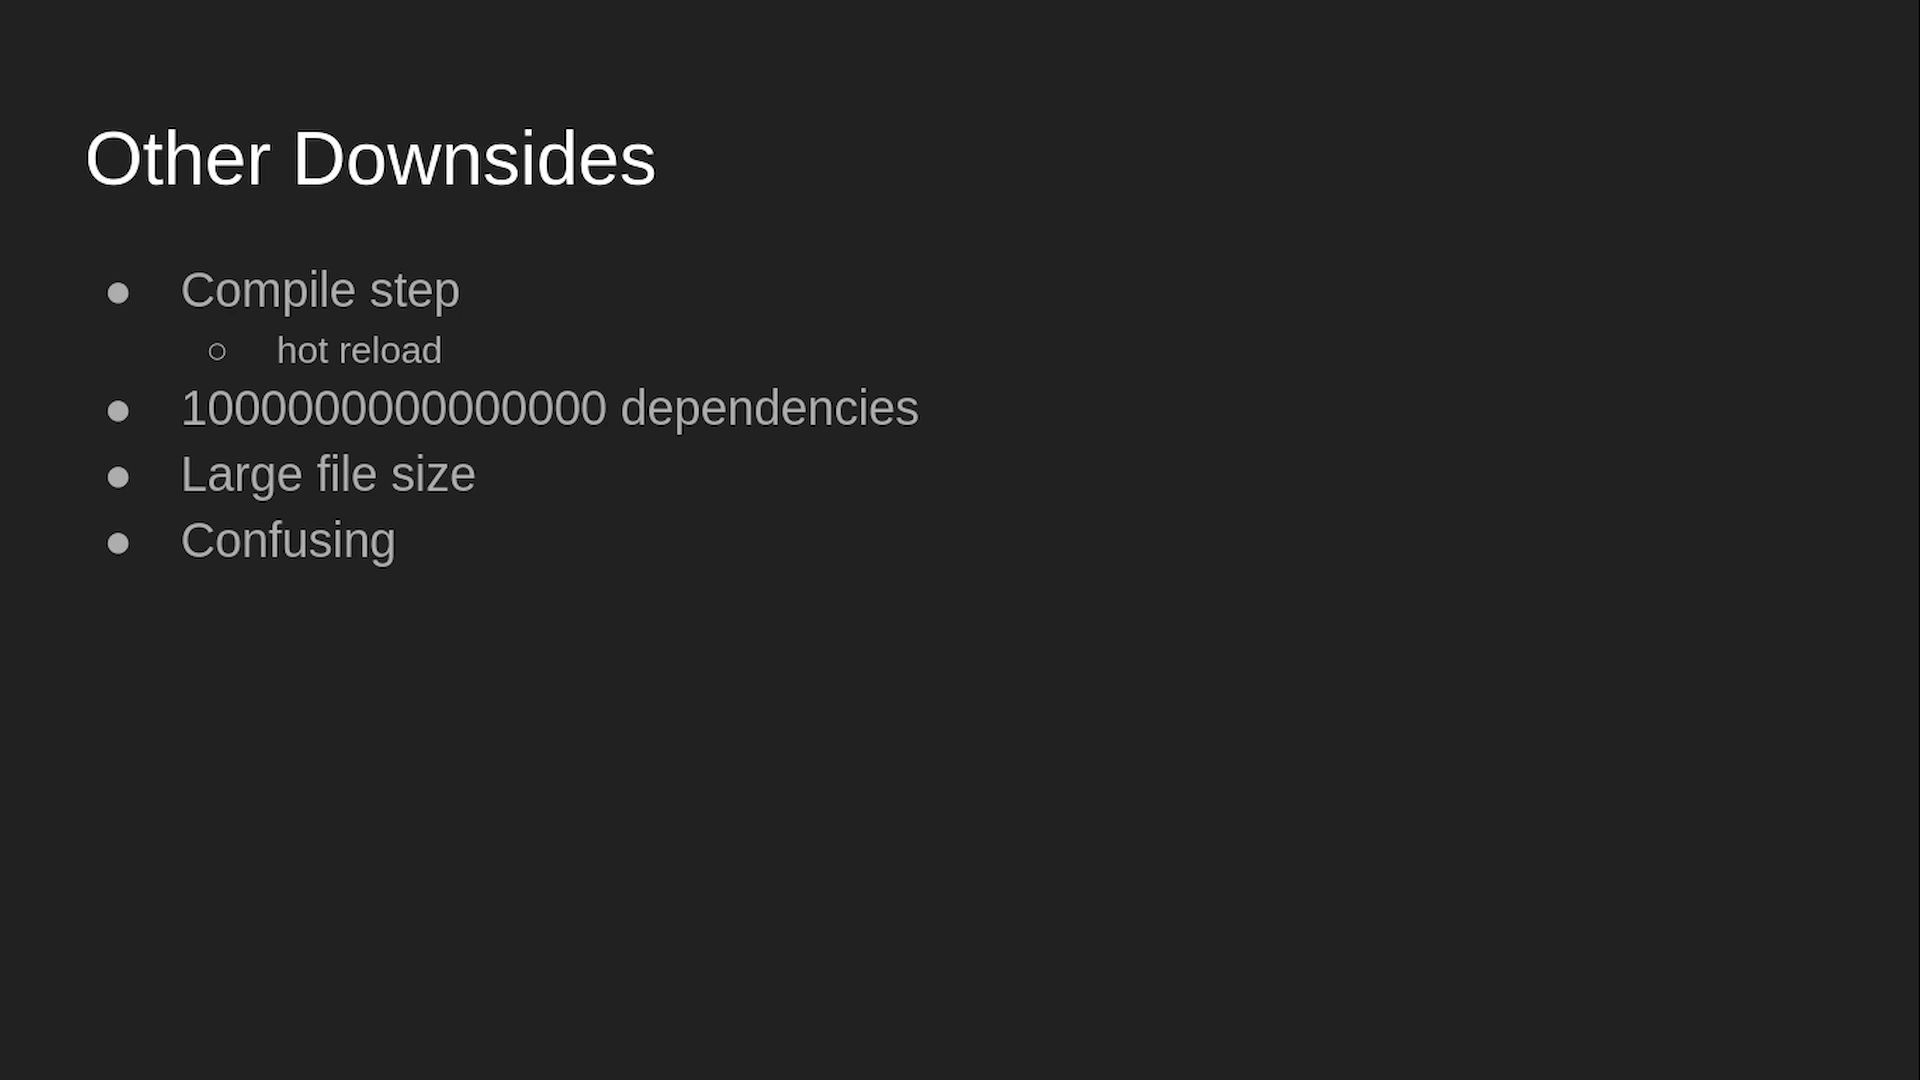 Other Downsides
● Compile step
○ hot reload
● 1000000000000000 dependencies
● Large file size
● Confusing